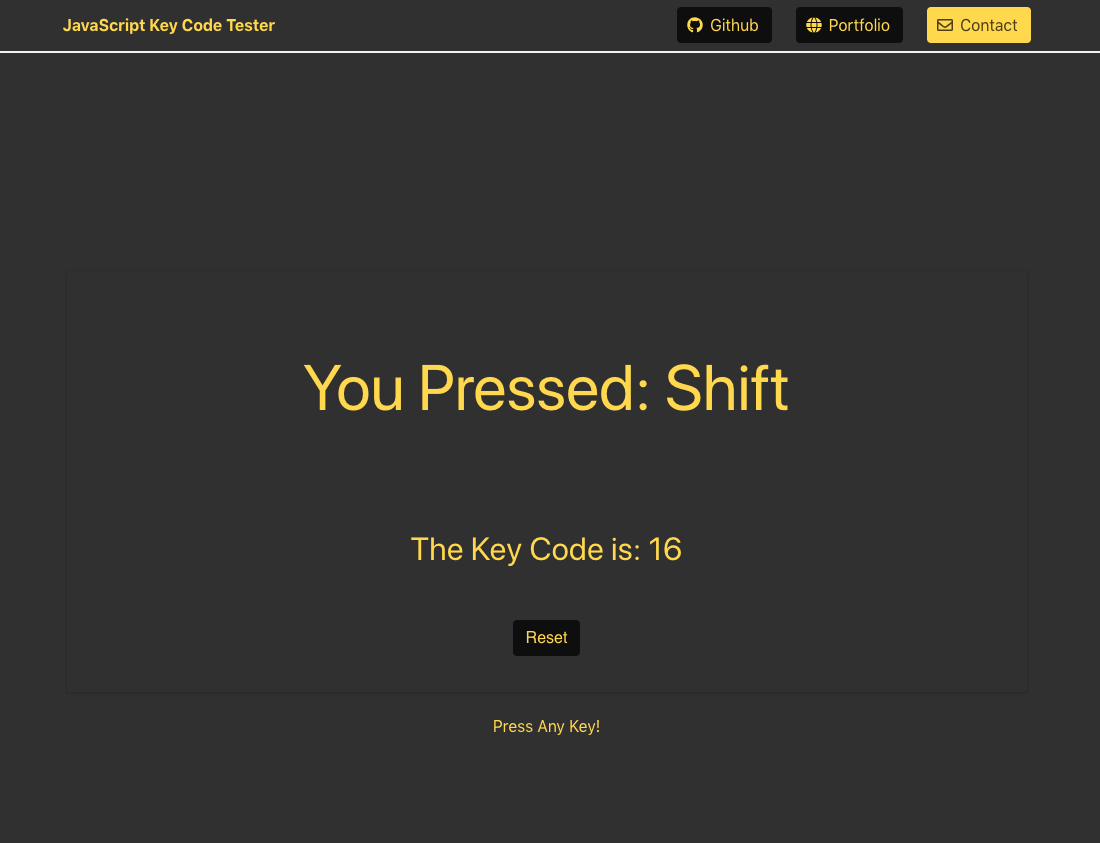 JavaScript Key Code Tester
Github
Portfolio
Contact
You Pressed: Shift
The Key Code is: 16
Reset
Press Any Key!